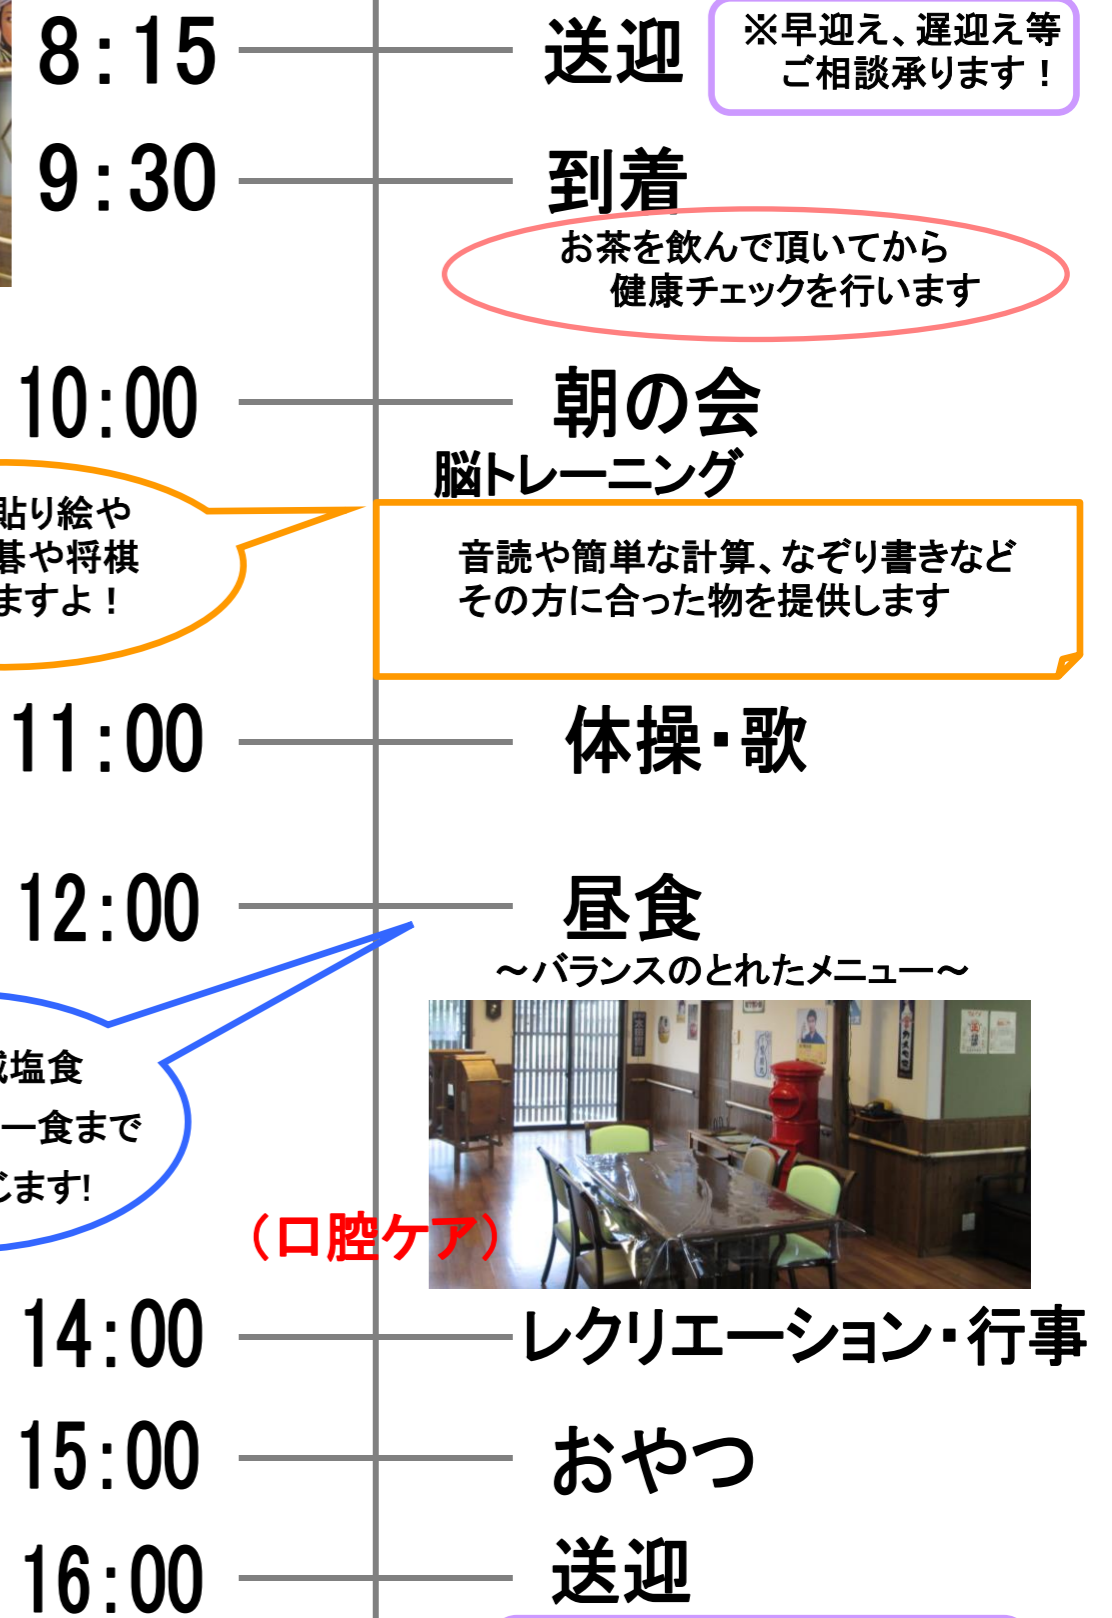 8:15 送迎
※早迎え、遅迎え等
ご相談承ります！
9:30 到着
お茶を飲んで頂いてから
健康チェックを行います
10:00 朝の会
脳トレーニング
貼り絵や
碁や将棋
ますよ！
音読や簡単な計算、なぞり書きなど
その方に合った物を提供します
11:00 体操・歌
12:00 昼食
～バランスのとれたメニュー～
減塩食
一食まで
じます!
（口腔ケア）
14:00 レクリエーション・行事
15:00 おやつ
16:00 送迎